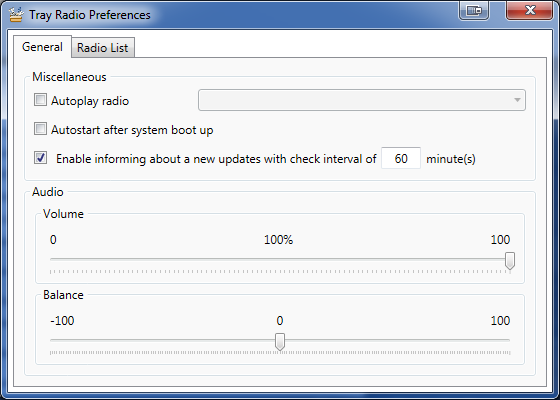 Tray Radio Preferences
General Radio List
Miscellaneous
Autoplay radio
Autostart after system boot up
Enable informing about a new updates with check interval of 60 minute(s)
Audio
Volume
0 100% 100
Balance
-100 0 100